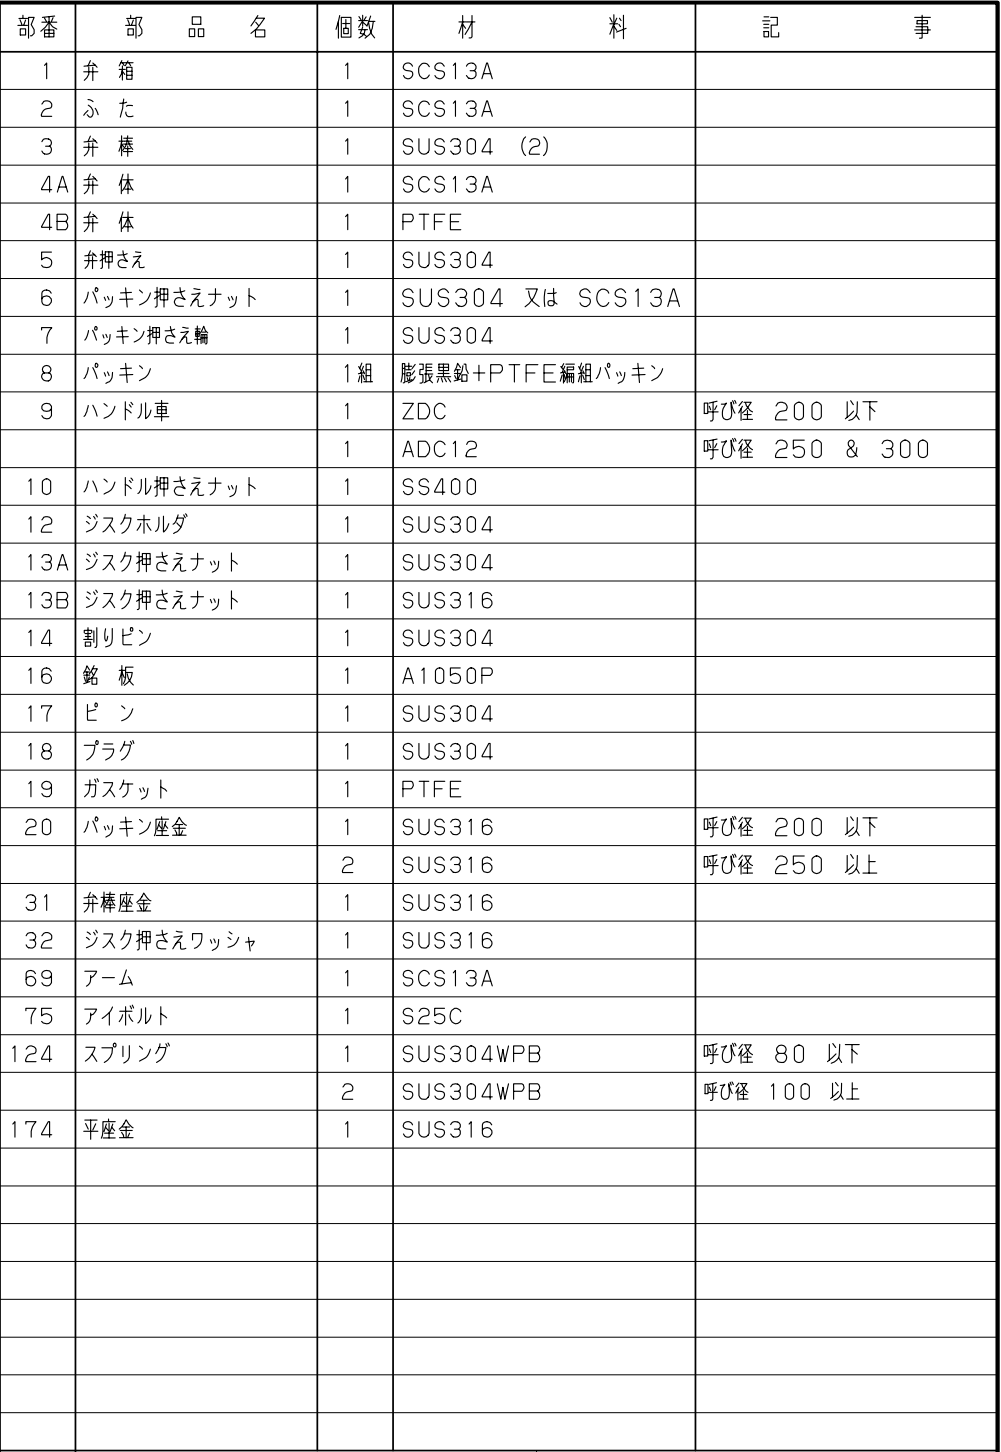 部番 部品名 個数 材料 記事
1 弁箱 1 SCS13A
2 ふた 1 SCS13A
3 弁棒 1 SUS304 (2)
4A 弁体 1 SCS13A
4B 弁体 1 PTFE
5 弁押さえ 1 SUS304
6 パッキン押さえナット 1 SUS304 又は SCS13A
7 パッキン押さえ輪 1 SUS304
8 パッキン 1組 膨張黒鉛+PTFE編組パッキン
9 ハンドル車 1 ZDC 呼び径 200 以下
1 ADC12 呼び径 250 & 300
10 ハンドル押さえナット 1 SS400
12 ジスクホルダ 1 SUS304
13A ジスク押さえナット 1 SUS304
13B ジスク押さえナット 1 SUS316
14 割りピン 1 SUS304
16 銘板 1 A1050P
17 ピン 1 SUS304
18 プラグ 1 SUS304
19 ガスケット 1 PTFE
20 パッキン座金 1 SUS316 呼び径 200 以下
2 SUS316 呼び径 250 以上
31 弁棒座金 1 SUS316
32 ジスク押さえワッシャ 1 SUS316
69 アーム 1 SCS13A
75 アイボルト 1 S25C
124 スプリング 1 SUS304WPB 呼び径 80 以下
2 SUS304WPB 呼び径 100 以上
174 平座金 1 SUS316